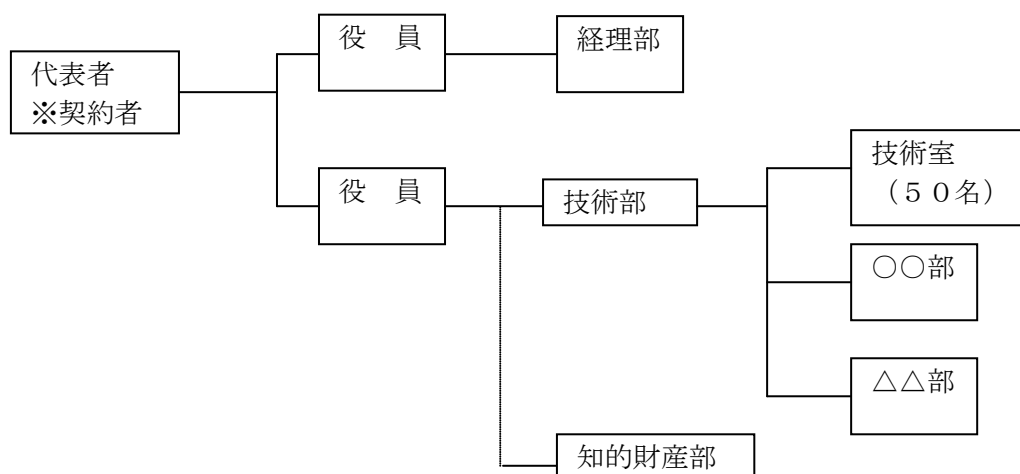 代表者
※契約者
役　員
経理部
役　員
技術部
技術室
（５０名）
○○部
△△部
知的財産部